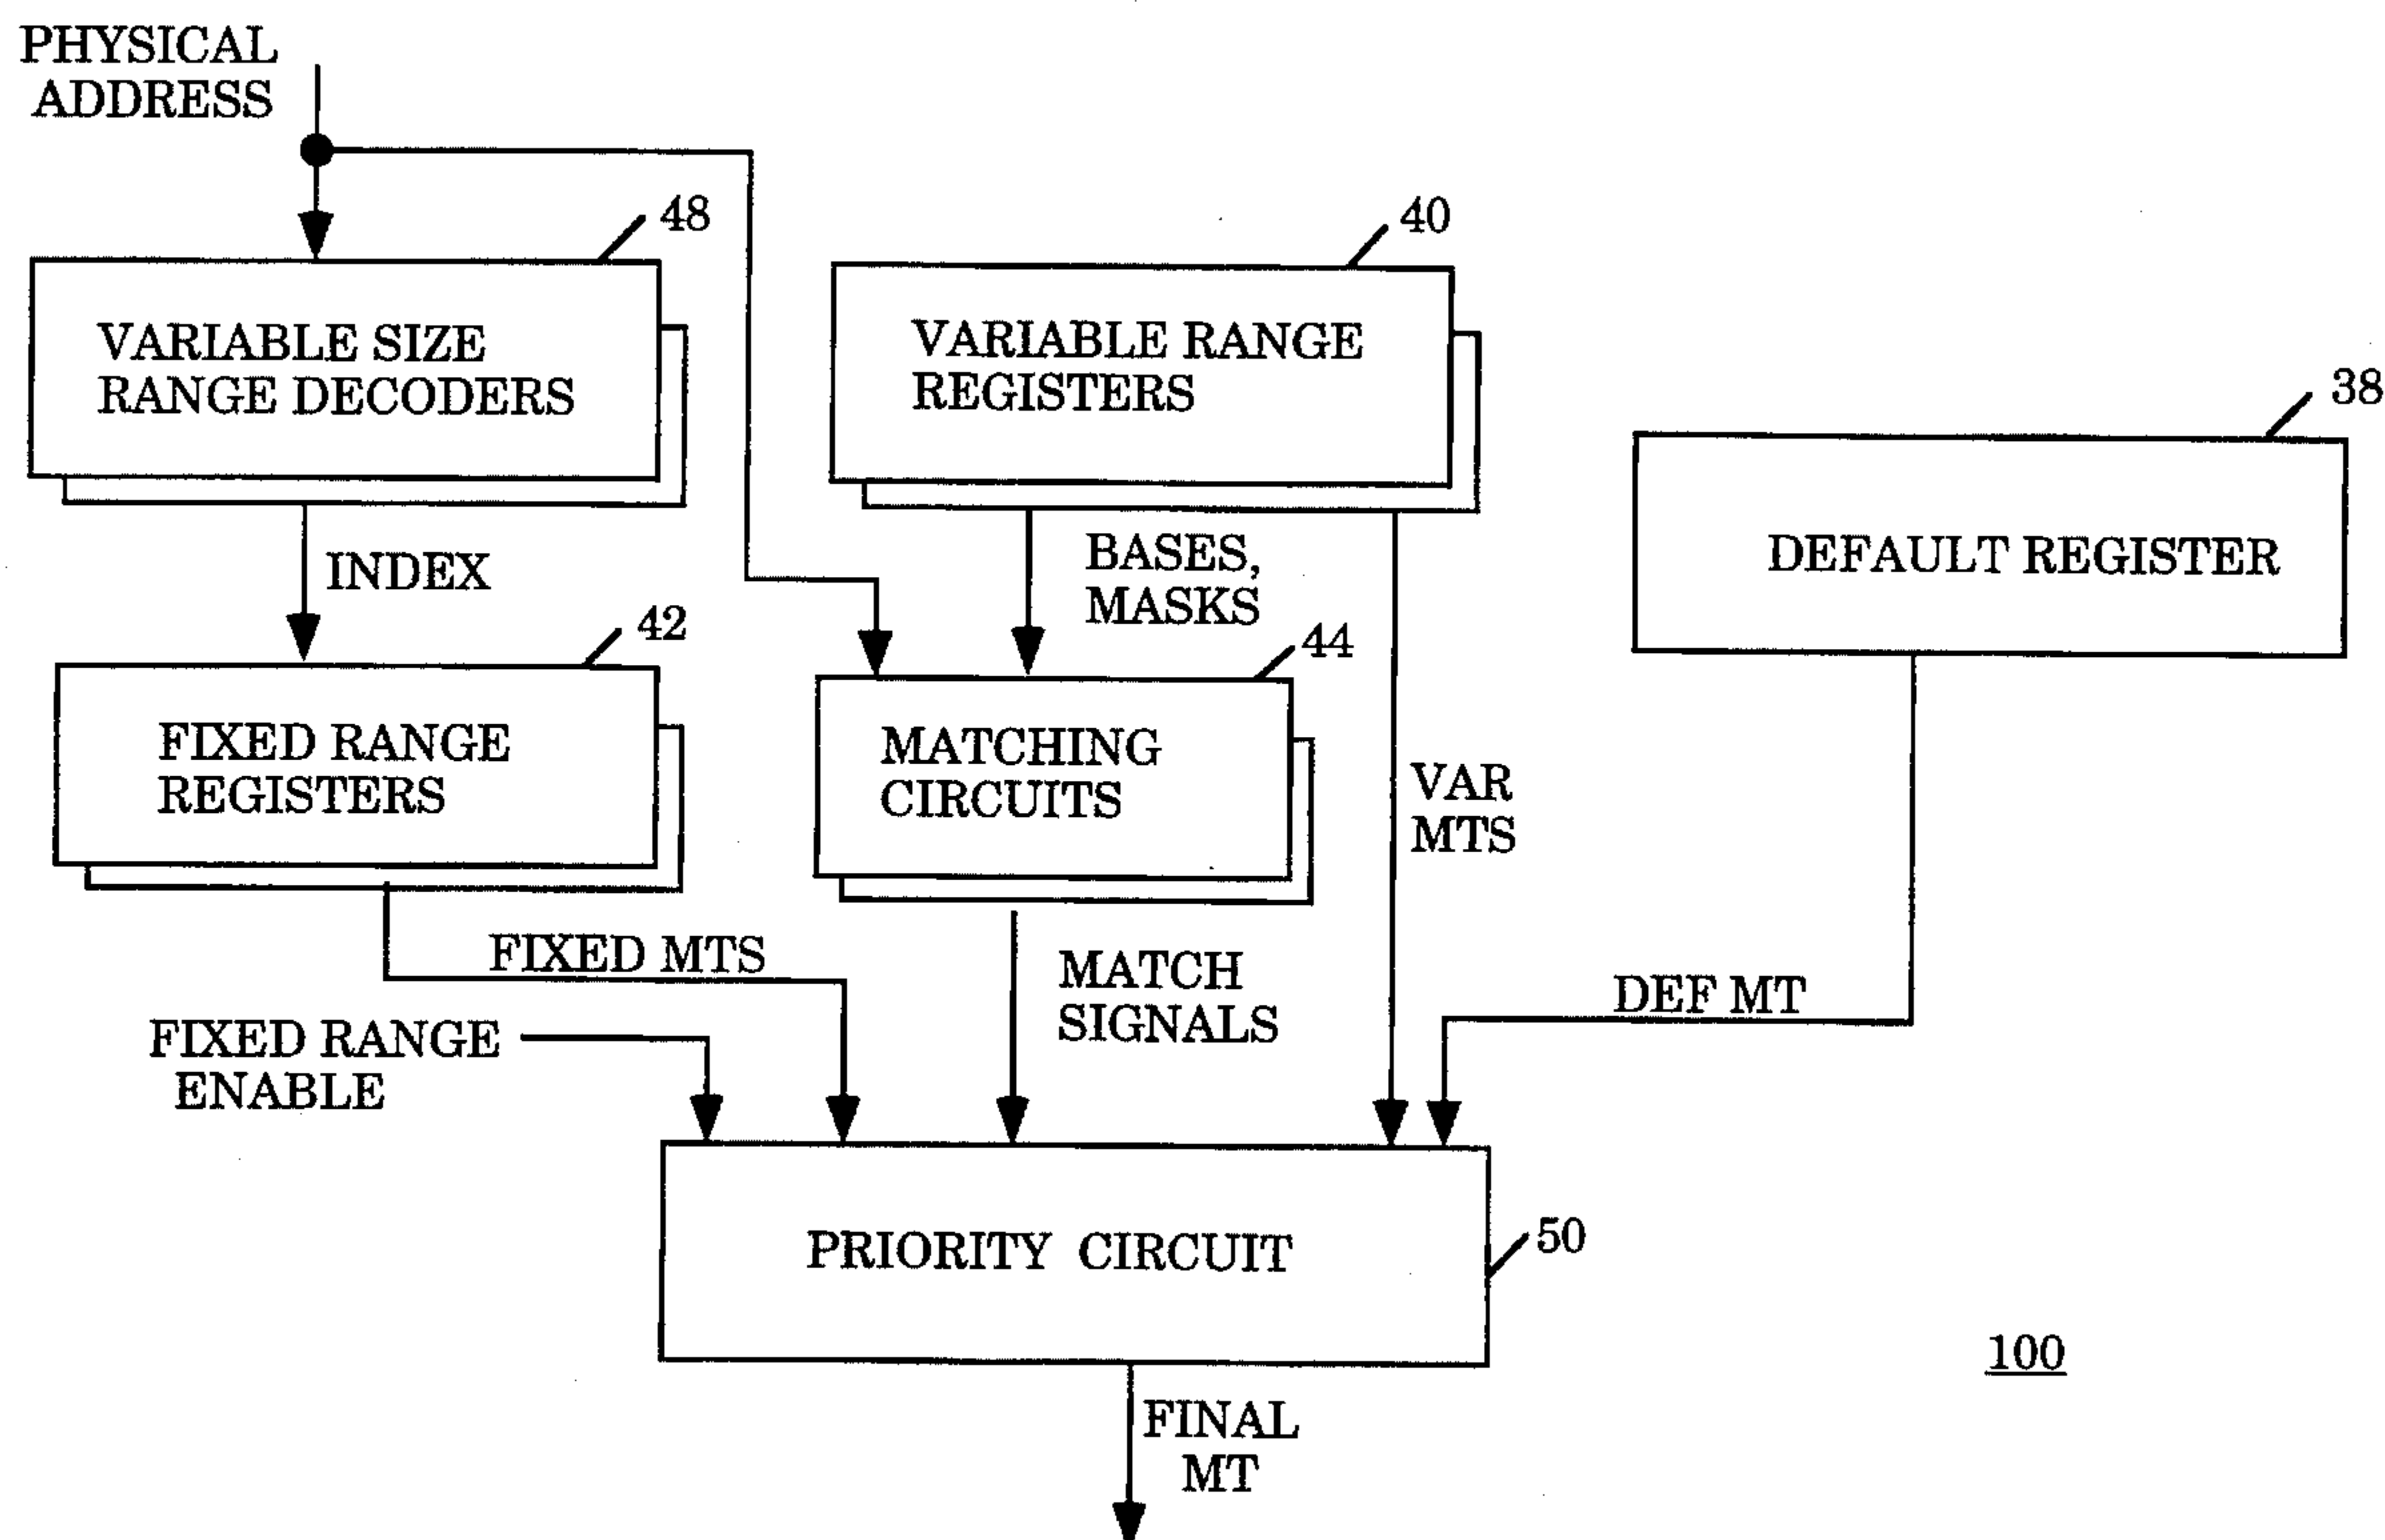 PHYSICAL
ADDRESS
48
40
VARIABLE SIZE
RANGE DECODERS
VARIABLE RANGE
REGISTERS
38
DEFAULT REGISTER
INDEX
BASES,
MASKS
42
44
FIXED RANGE
REGISTERS
MATCHING
CIRCUITS
VAR
MTS
FIXED MTS
MATCH
SIGNALS
DEF MT
FIXED RANGE
ENABLE
PRIORITY CIRCUIT
50
100
FINAL
MT